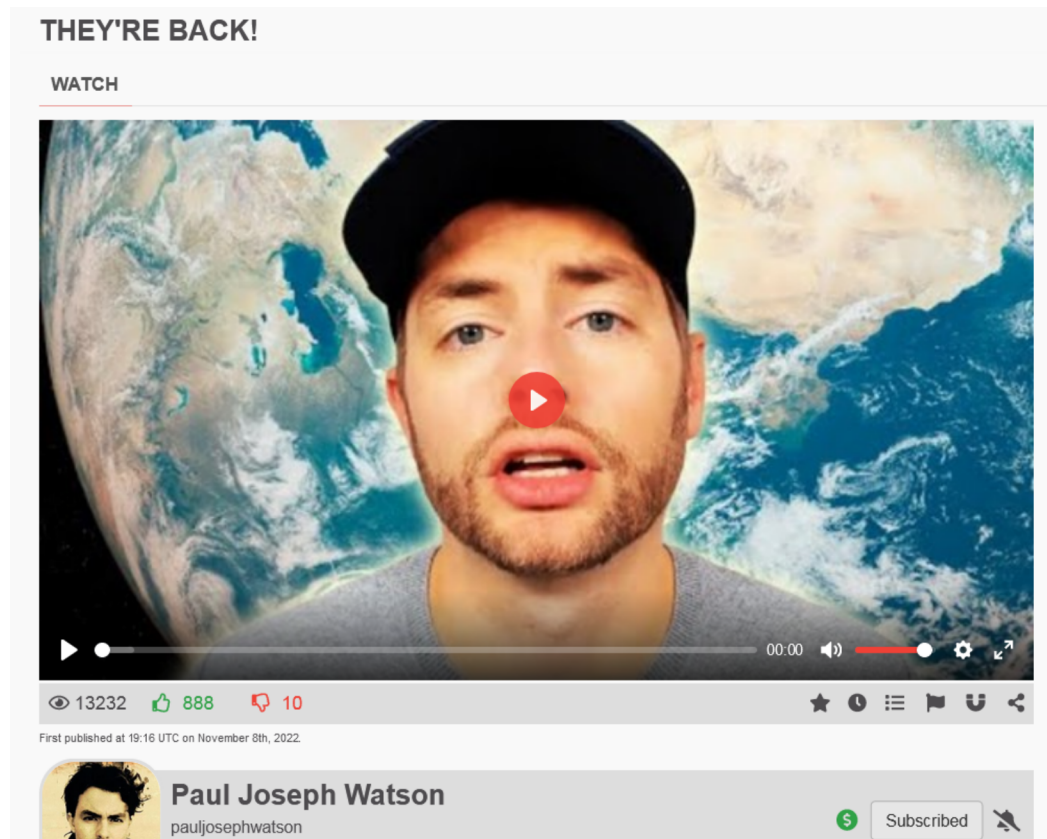 THEY'RE BACK!
WATCH
00:00
13232 888 10
First published at 19:16 UTC on November 8th, 2022.
Paul Joseph Watson
pauljosephwatson
$ Subscribed